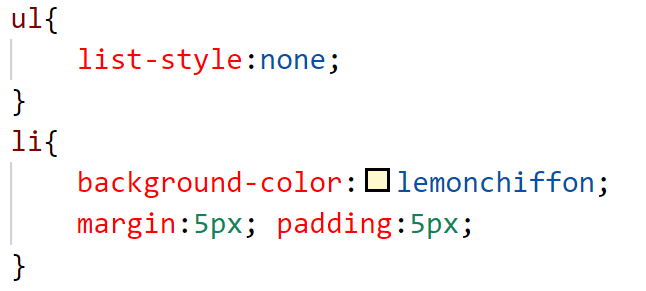 ul{
    list-style:none;
}
li{
    background-color:lemonchiffon;
    margin:5px; padding:5px;
}